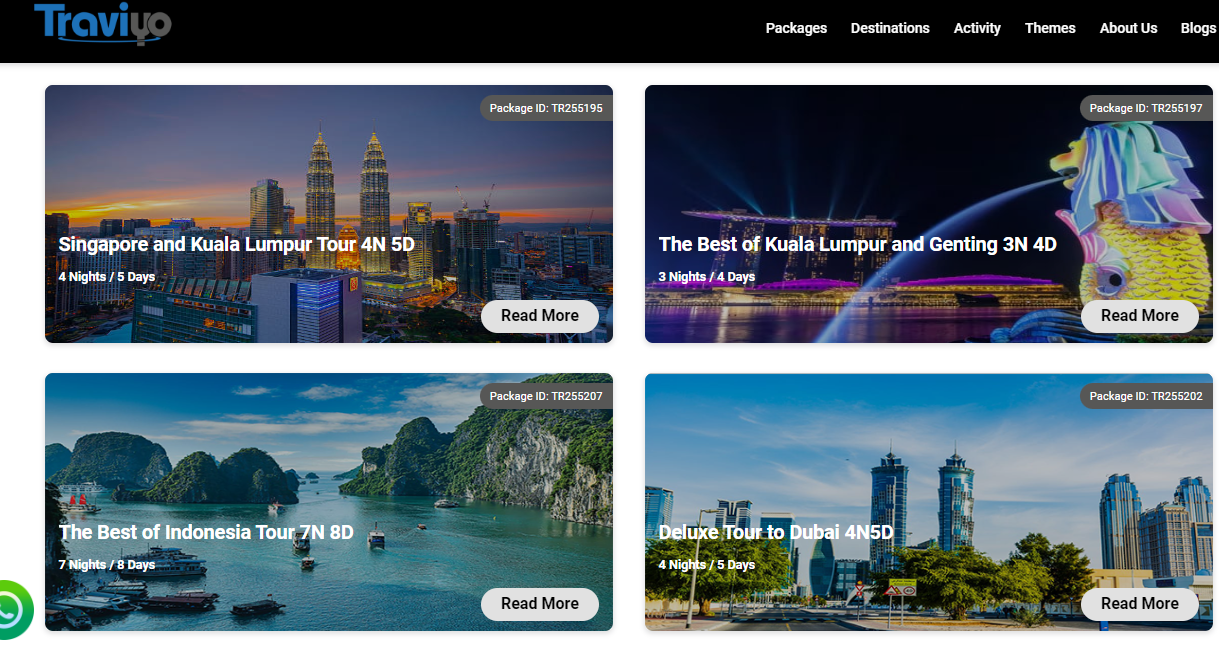 Traviyo
Packages Destinations Activity Themes About Us Blogs
Package ID: TR255195
Singapore and Kuala Lumpur Tour 4N 5D
4 Nights / 5 Days
Read More
Package ID: TR255197
The Best of Kuala Lumpur and Genting 3N 4D
3 Nights / 4 Days
Read More
Package ID: TR255207
The Best of Indonesia Tour 7N 8D
7 Nights / 8 Days
Read More
Package ID: TR255202
Deluxe Tour to Dubai 4N5D
4 Nights / 5 Days
Read More